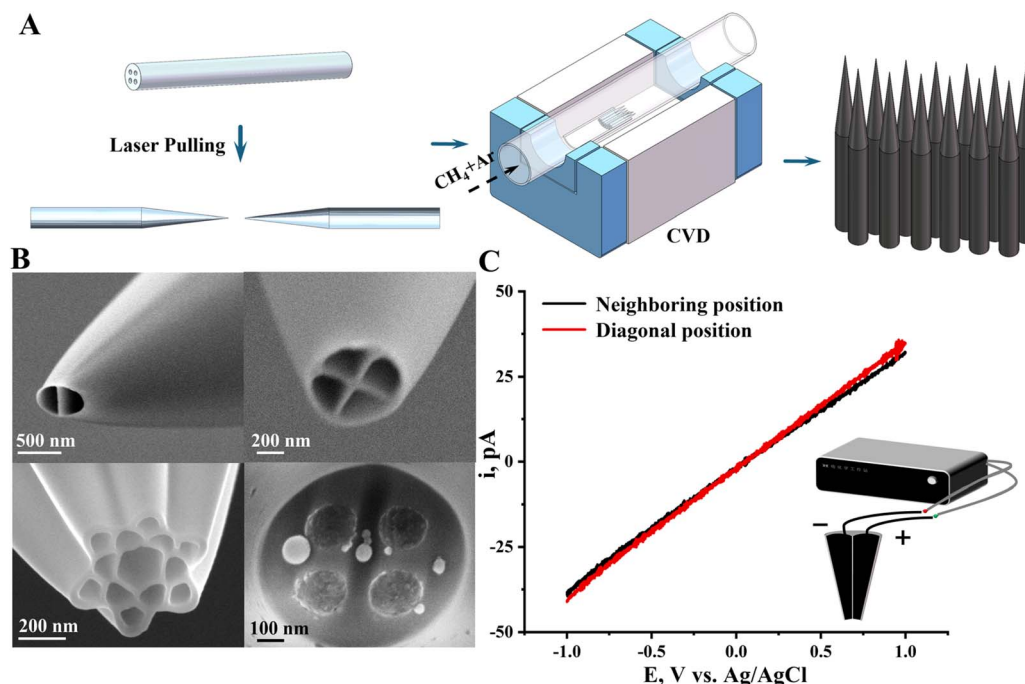 A
Laser Pulling
CH4+Ar
CVD
B
500 nm
200 nm
200 nm
100 nm
C
50
25
0
-25
-50
Neighboring position
Diagonal position
i, pA
-1.0
-0.5
0.0
0.5
1.0
E, V vs. Ag/AgCl
−
+